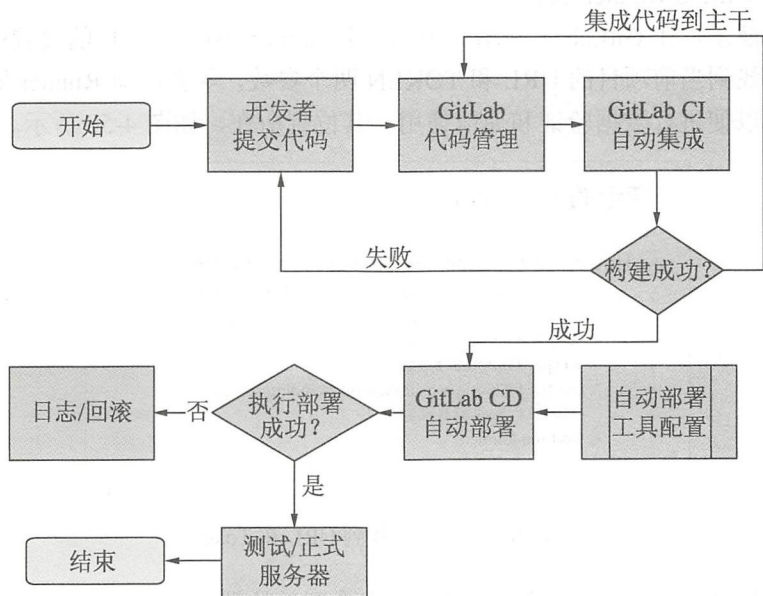 集成代码到主干
开始
开发者
提交代码
GitLab
代码管理
GitLab CI
自动集成
失败
构建成功?
成功
日志/回滚
否
执行部署
成功?
GitLab CD
自动部署
自动部署
工具配置
是
结束
测试/正式
服务器